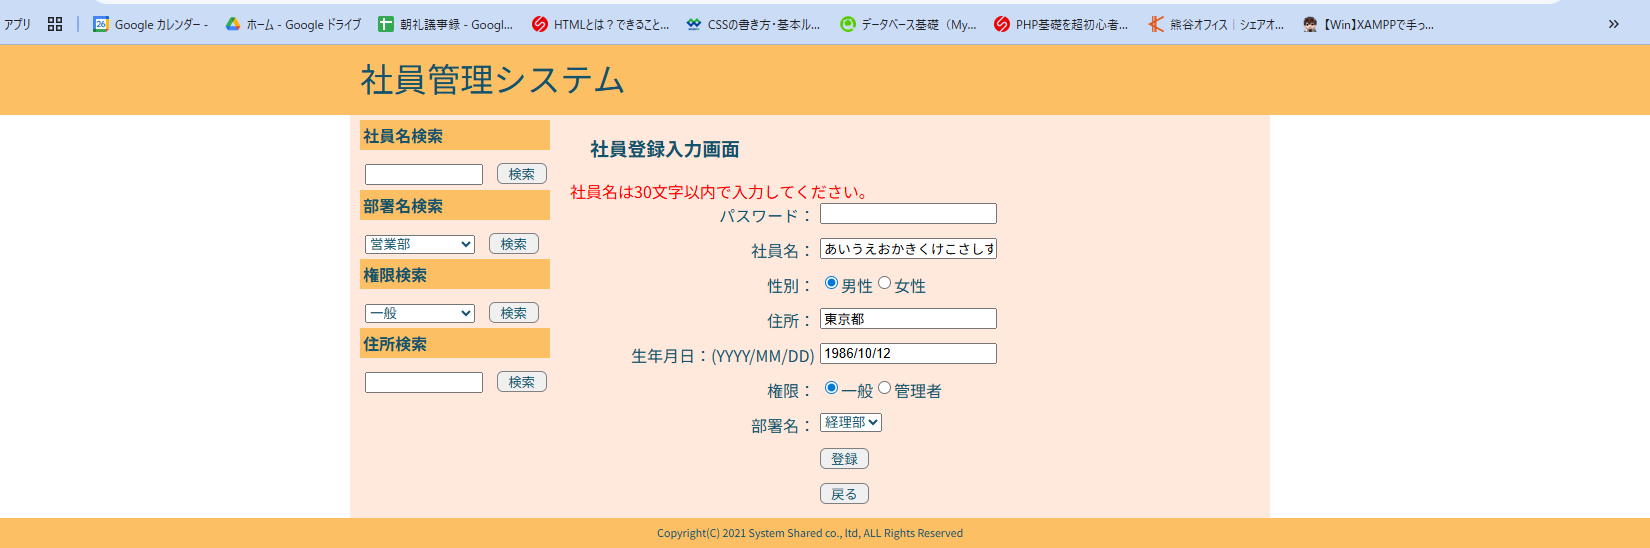 アプリ Google カレンダー - ホーム - Google ドライブ 朝礼議事録 - Googl... HTMLとは？できること... CSSの書き方・基本ル... データベース基礎（My... PHP基礎を超初心者... 熊谷オフィス｜シェアオ... 【Win】XAMPPで手っ... »
社員管理システム
社員名検索
検索
部署名検索
営業部 検索
権限検索
一般 検索
住所検索
検索
社員登録入力画面
社員名は30文字以内で入力してください。
パスワード：
社員名： あいうえおかきくけこさしす
性別： 男性 女性
住所： 東京都
生年月日：(YYYY/MM/DD) 1986/10/12
権限： 一般 管理者
部署名： 経理部
登録
戻る
Copyright(C) 2021 System Shared co., ltd, ALL Rights Reserved